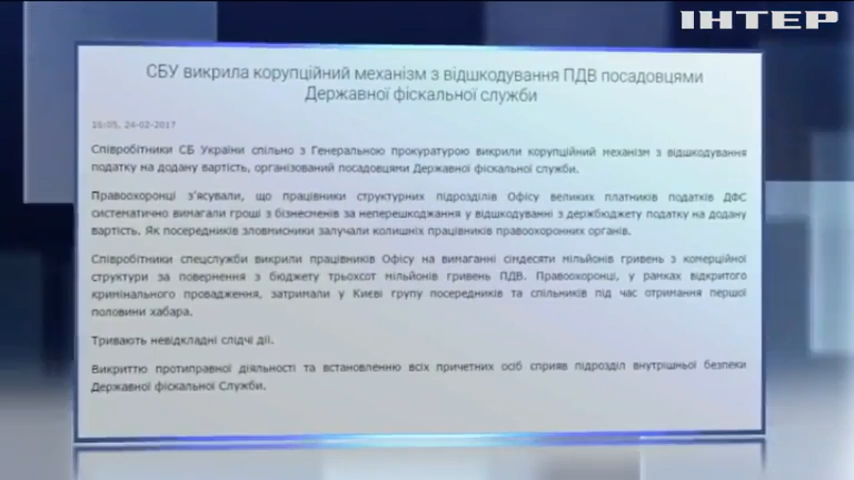 ІНТЕР
СБУ викрила корупційний механізм з відшкодування ПДВ посадовцями
Державної фіскальної служби
15:05, 24-02-2017
Співробітники СБ України спільно з Генеральною прокуратурою викрили корупційний механізм з відшкодування
податку на додану вартість, організований посадовцями Державної фіскальної служби.
Правоохоронці з'ясували, що працівники структурних підрозділів Офісу великих платників податків ДФС
систематично вимагали гроші з бізнесменів за неперешкоджання у відшкодуванні з держбюджету податку на додану
вартість. Як посередників зловмисники залучали колишніх працівників правоохоронних органів.
Співробітники спецслужби викрили працівників Офісу на вимаганні сімдесяти мільйонів гривень з комерційної
структури за повернення з бюджету трьохсот мільйонів гривень ПДВ. Правоохоронці, у рамках відкритого
кримінального провадження, затримали у Києві групу посередників та спільників під час отримання першої
половини хабара.
Тривають невідкладні слідчі дії.
Викриттю протиправної діяльності та встановленню всіх причетних осіб сприяв підрозділ внутрішньої безпеки
Державної фіскальної Служби.